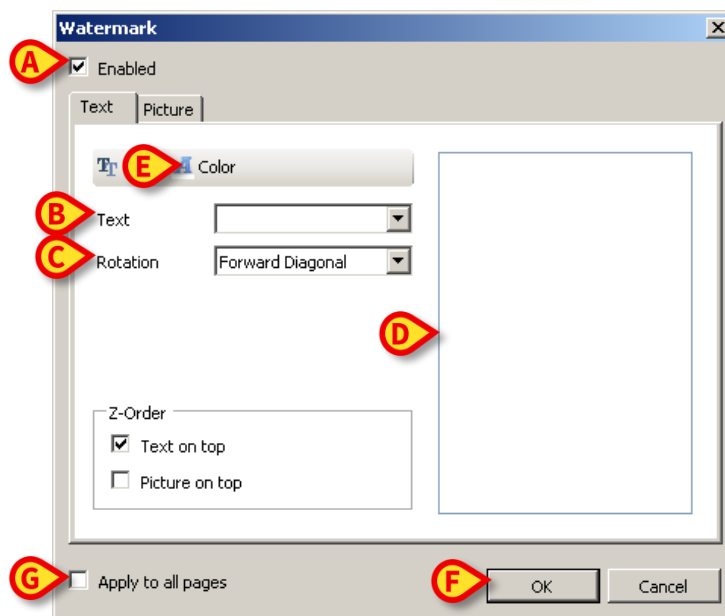 Watermark
A
Enabled
Text Picture
E Color
B Text
C Rotation Forward Diagonal
D
Z-Order
Text on top
Picture on top
G Apply to all pages
F OK Cancel